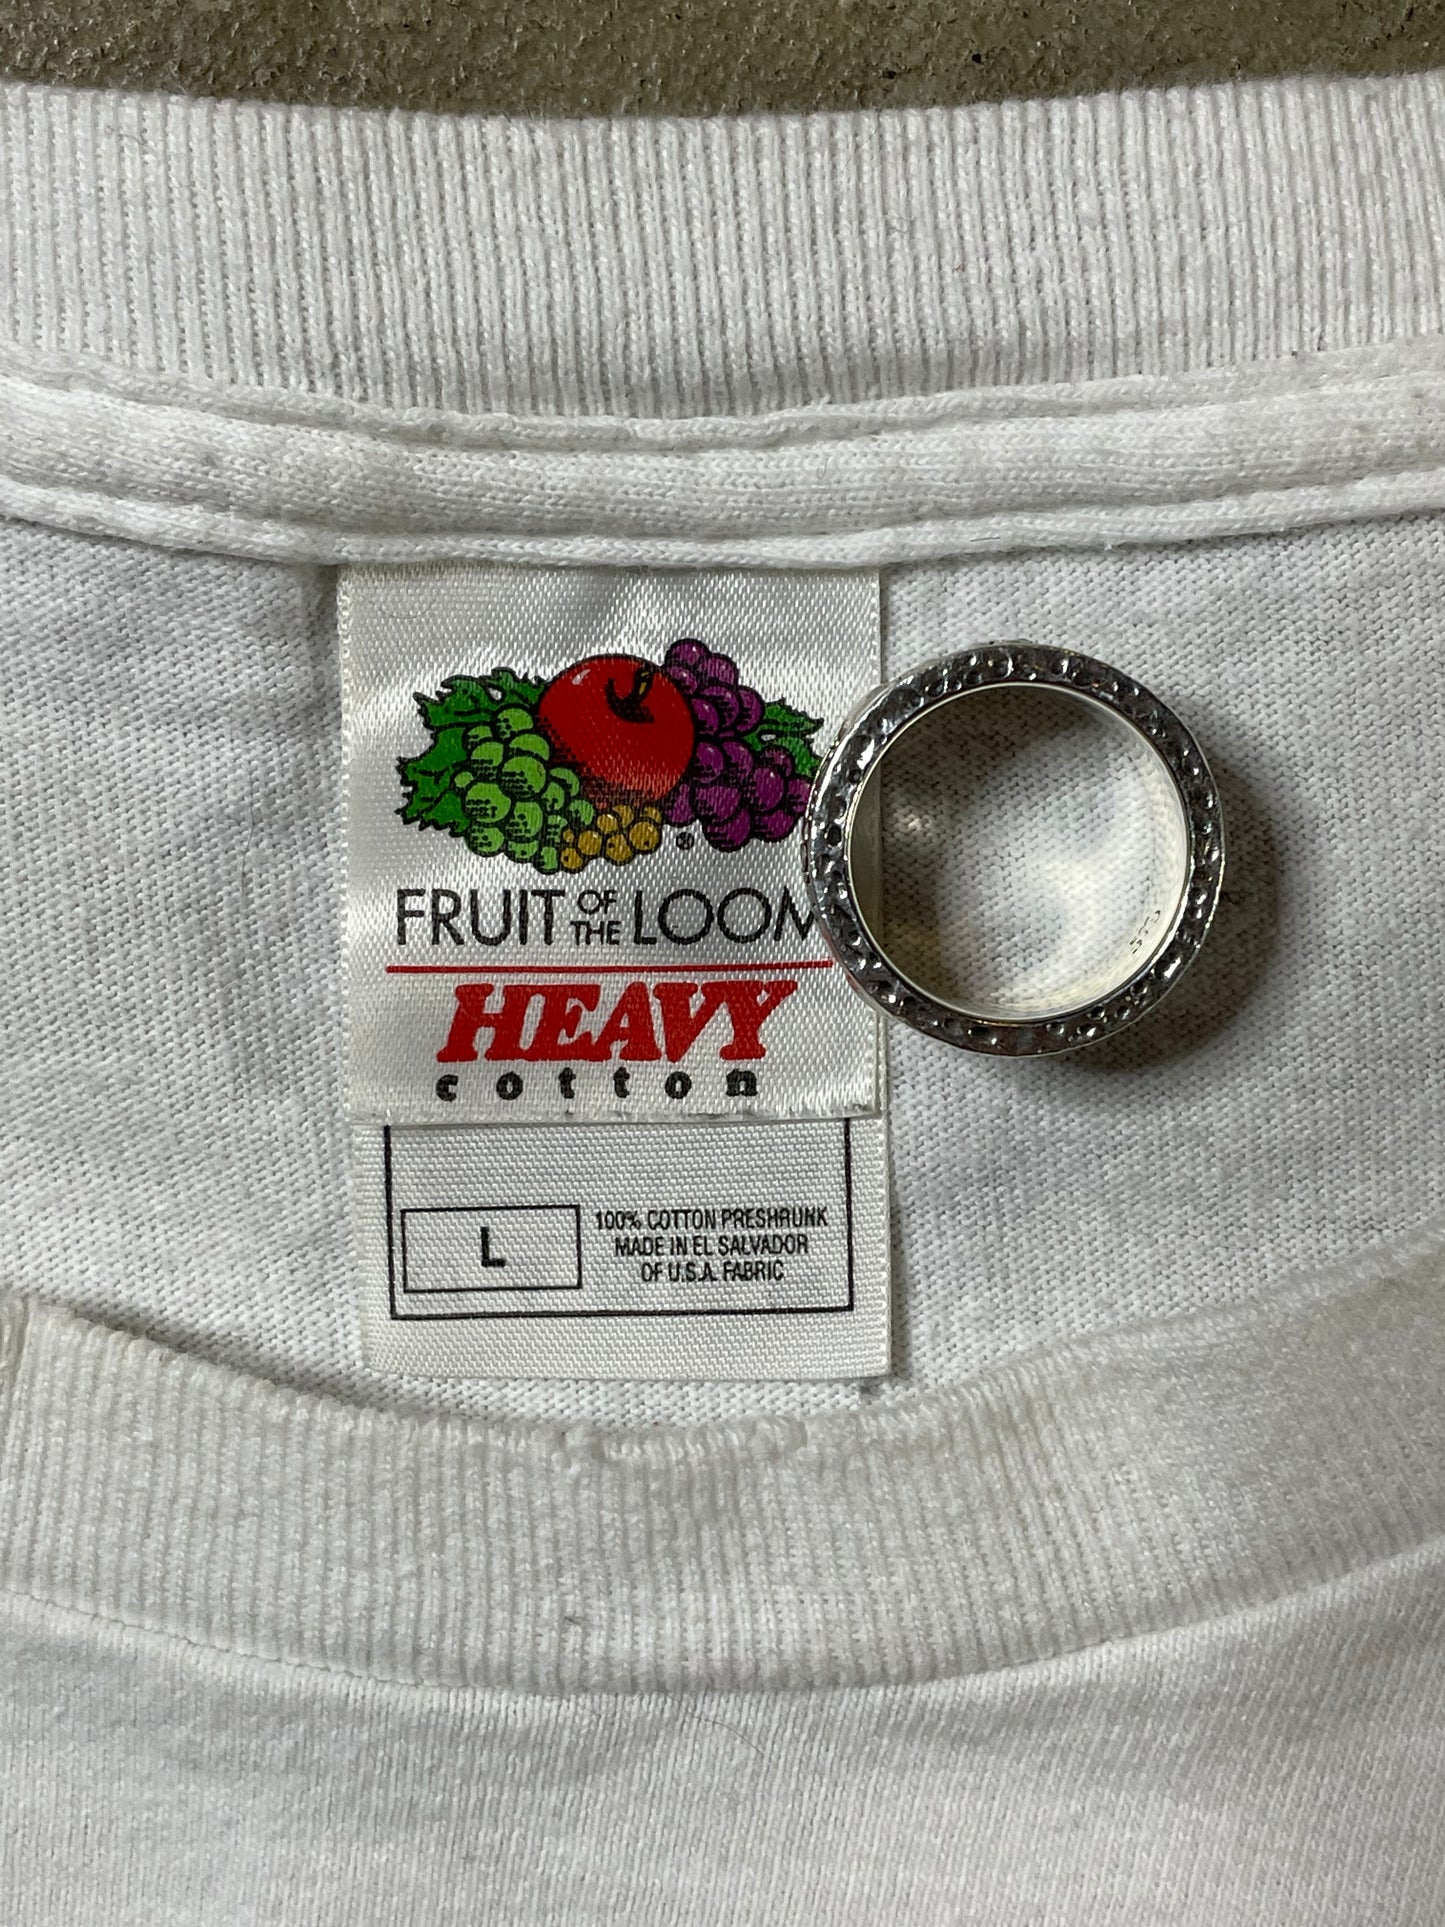 ®
FRUIT OF THE LOOM
HEAVY
cotton
L
100% COTTON PRESHRUNK
MADE IN EL SALVADOR
OF U.S.A. FABRIC